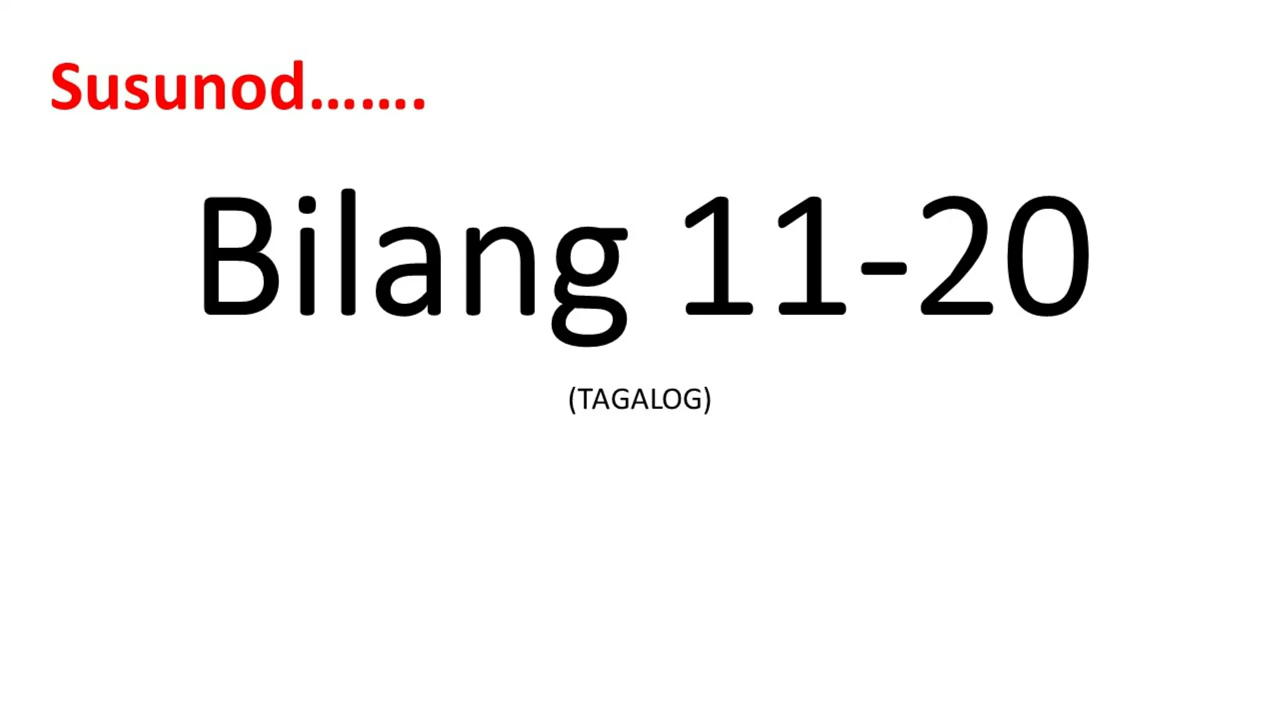 Susunod…….
Bilang 11-20
(TAGALOG)